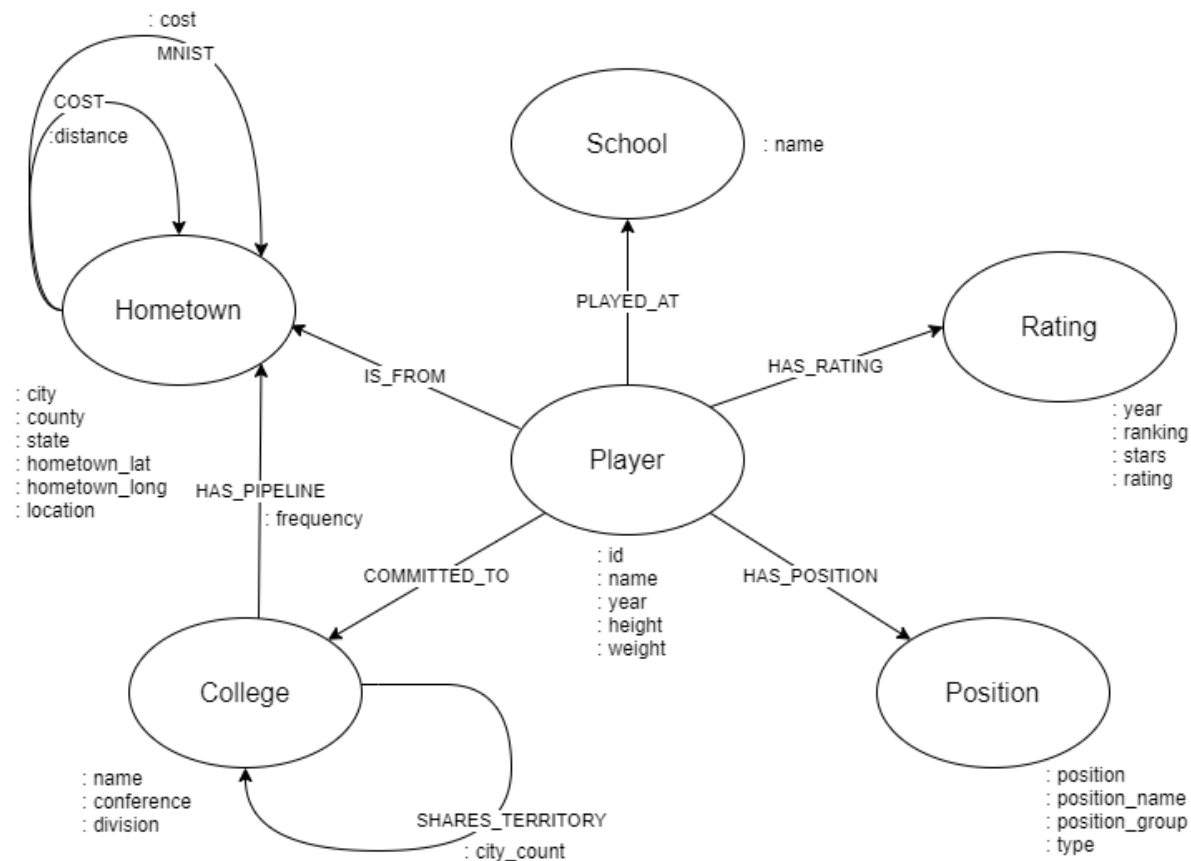 : cost
MNIST
COST
:distance
School
: name
Hometown
PLAYED_AT
Rating
HAS_RATING
IS_FROM
: city
: county
: state
: hometown_lat
: hometown_long
: location
: year
: ranking
: stars
: rating
Player
HAS_PIPELINE
: frequency
COMMITTED_TO
: id
: name
: year
: height
: weight
HAS_POSITION
College
Position
: name
: conference
: division
SHARES_TERRITORY
: city_count
: position
: position_name
: position_group
: type